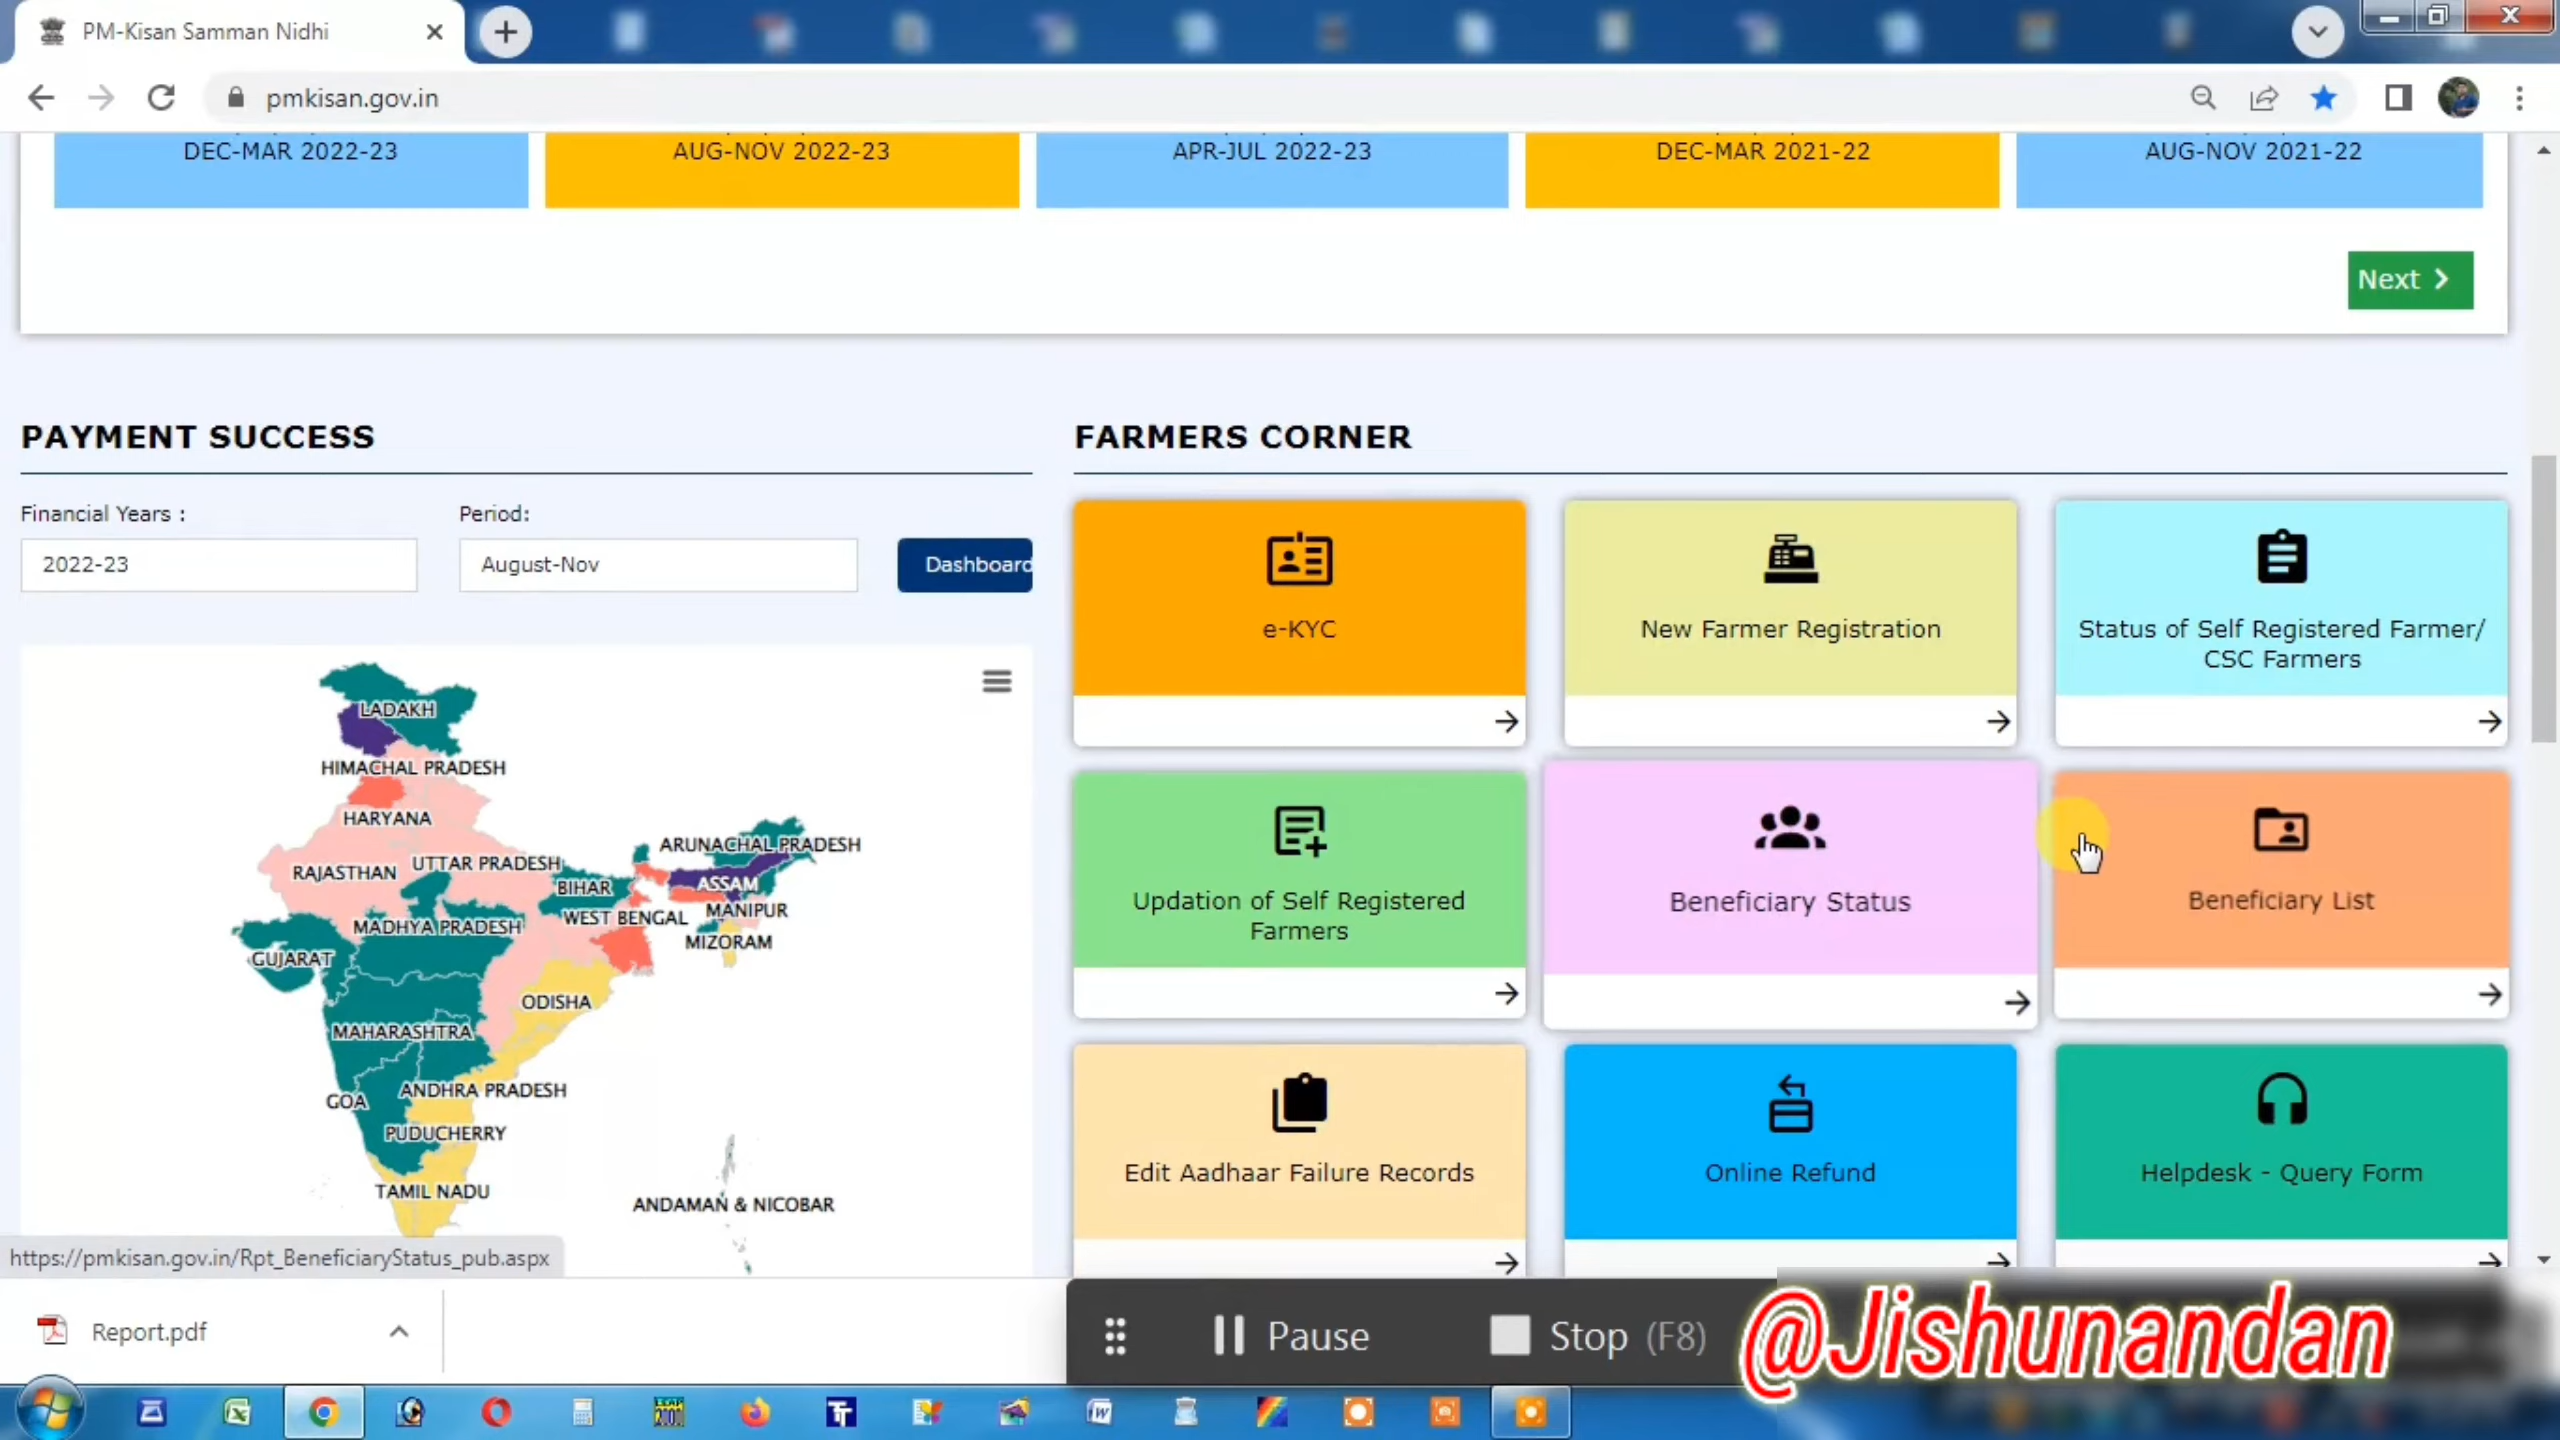 PM-Kisan Samman Nidhi
pmkisan.gov.in
DEC-MAR 2022-23
AUG-NOV 2022-23
APR-JUL 2022-23
DEC-MAR 2021-22
AUG-NOV 2021-22
Next
PAYMENT SUCCESS
Financial Years :
Period:
2022-23
August-Nov
Dashboard
LADAKH
HIMACHAL PRADESH
HARYANA
RAJASTHAN
UTTAR PRADESH
ARUNACHAL PRADESH
BIHAR
ASSAM
WEST BENGAL
MANIPUR
MADHYA PRADESH
MIZORAM
GUJARAT
ODISHA
MAHARASHTRA
ANDHRA PRADESH
GOA
PUDUCHERRY
TAMIL NADU
ANDAMAN & NICOBAR
FARMERS CORNER
e-KYC
New Farmer Registration
Status of Self Registered Farmer/
CSC Farmers
Updation of Self Registered
Farmers
Beneficiary Status
Beneficiary List
Edit Aadhaar Failure Records
Online Refund
Helpdesk - Query Form
https://pmkisan.gov.in/Rpt_BeneficiaryStatus_pub.aspx
Report.pdf
Pause
Stop (F8)
@Jishunandan